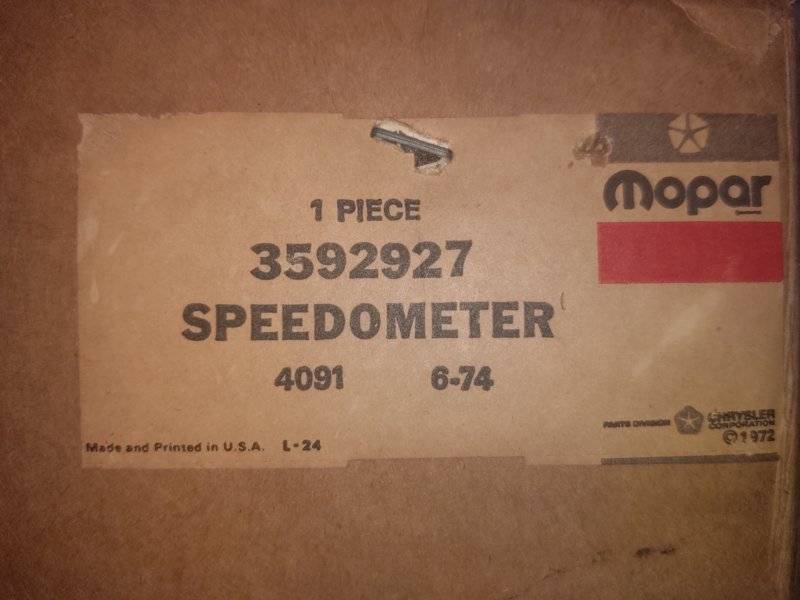 1 PIECE
3592927
SPEEDOMETER
4091 6-74
Made and Printed in U.S.A. L-24
Mopar
PARTS DIVISION
CHRYSLER
CORPORATION
©1972